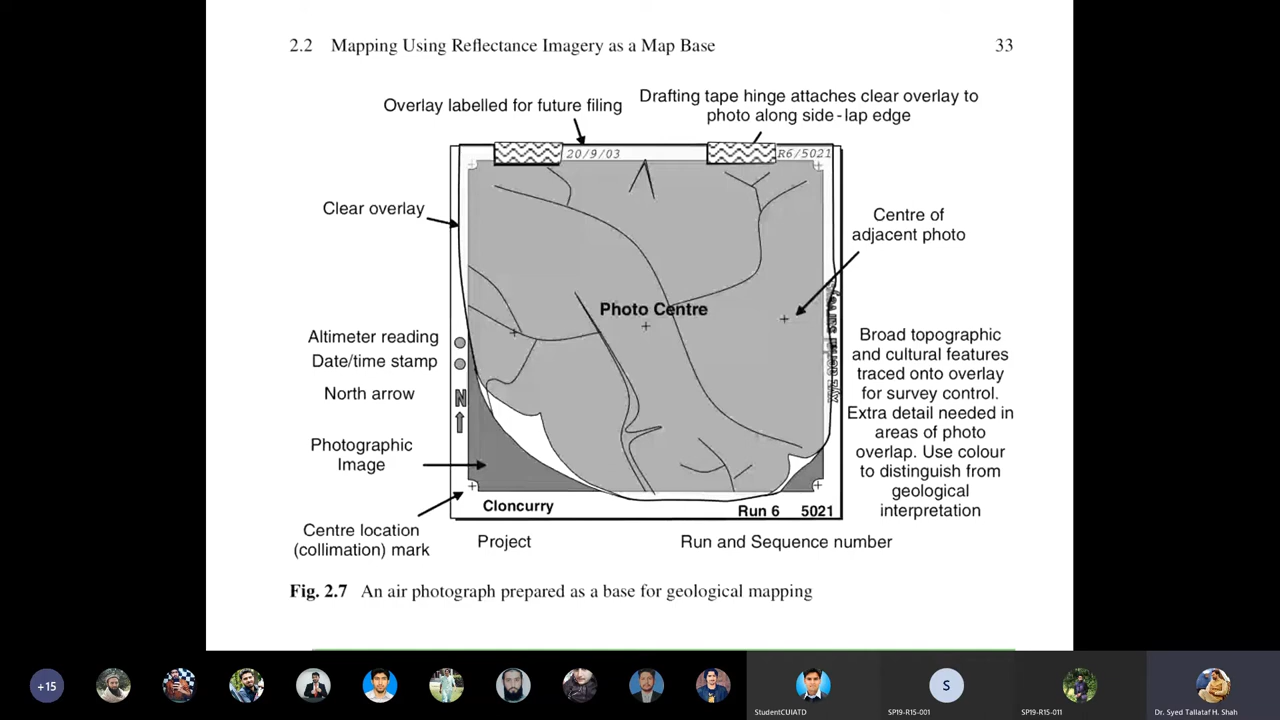 2.2 Mapping Using Reflectance Imagery as a Map Base
33
Overlay labelled for future filing
Drafting tape hinge attaches clear overlay to
photo along side-lap edge
20/9/03
R6/5021
Clear overlay
Centre of
adjacent photo
Photo Centre
Altimeter reading
Date/time stamp
North arrow
N
Photographic
Image
Broad topographic
and cultural features
traced onto overlay
for survey control.
Extra detail needed in
areas of photo
overlap. Use colour
to distinguish from
geological
interpretation
Cloncurry
Run 6 5021
Centre location
(collimation) mark
Project
Run and Sequence number
Fig. 2.7 An air photograph prepared as a base for geological mapping
+15
StudentCUIATD
S
SP19-R15-001
SP19-R15-011
Dr. Syed Tallataf H. Shah